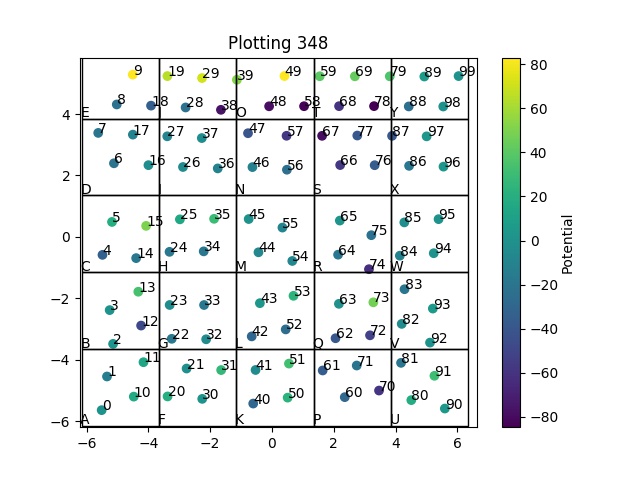 Plotting 348
9 19 29 39 49 59 69 79 89 99
8 18 28 38 48 58 68 78 88 98
E J O T Y
7 17 27 37 47 57 67 77 87 97
6 16 26 36 46 56 66 76 86 96
D I N S X
5 15 25 35 45 55 65 75 85 95
4 14 24 34 44 54 64 74 84 94
C H M R W
3 13 23 33 43 53 63 73 83 93
2 12 22 32 42 52 62 72 82 92
B G L Q V
1 11 21 31 41 51 61 71 81 91
0 10 20 30 40 50 60 70 80 90
A F K P U
4
2
0
−2
−4
−6
−6 −4 −2 0 2 4 6
80
60
40
20
0
−20
−40
−60
−80
Potential